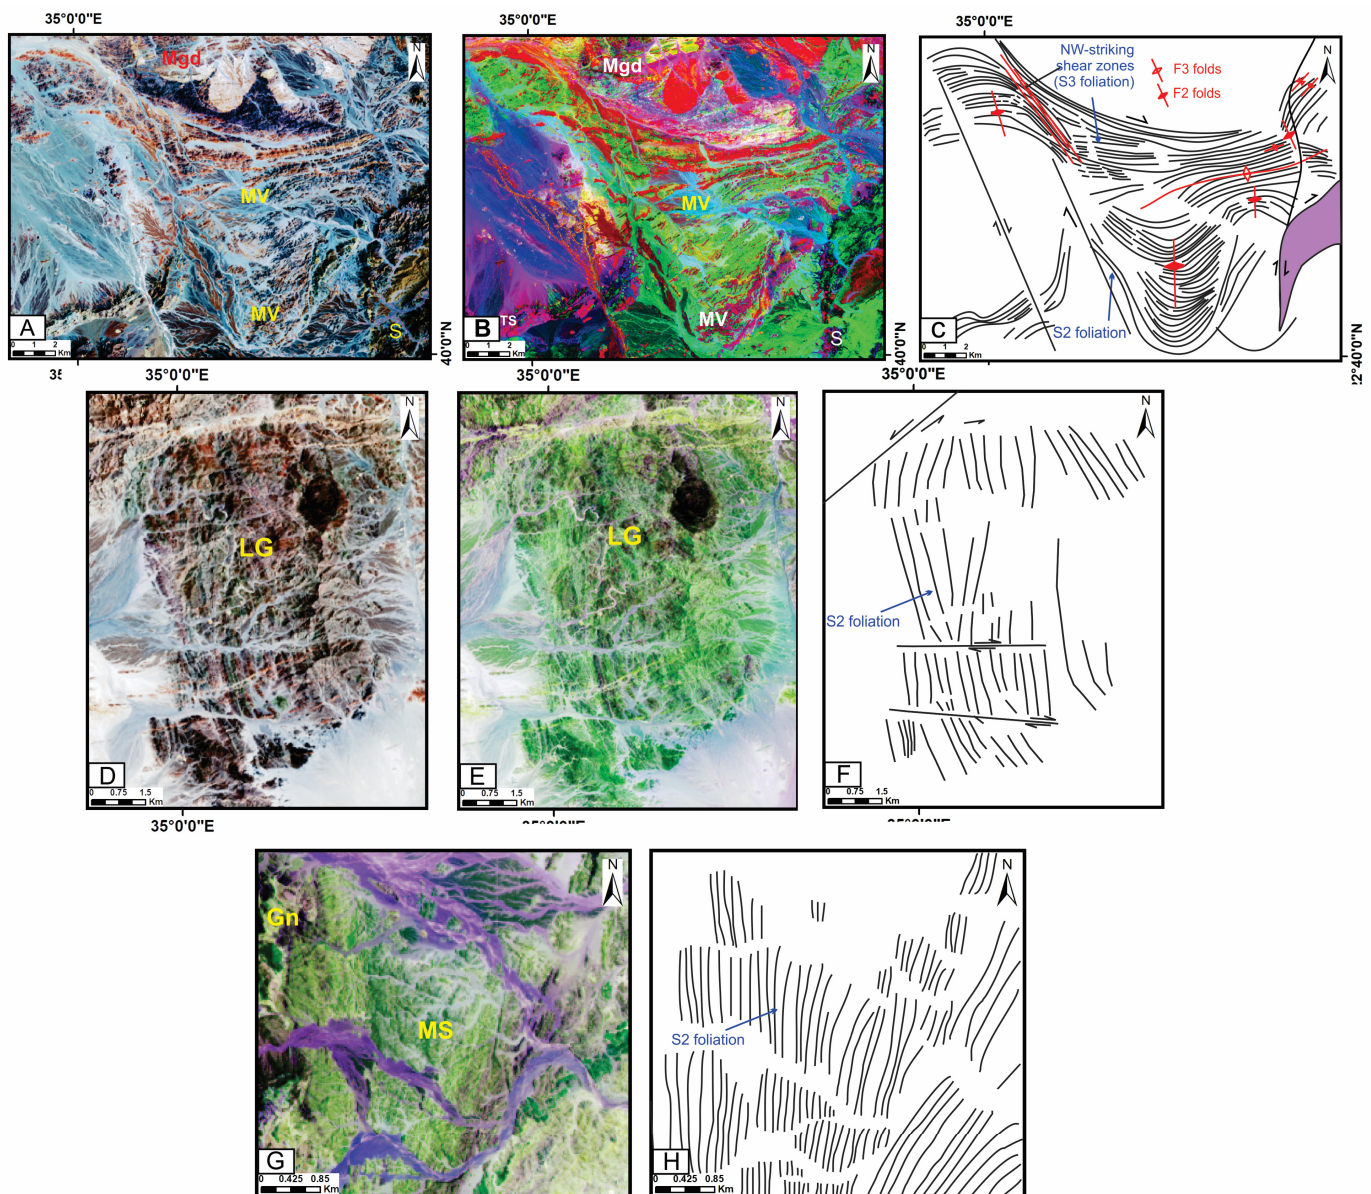 35°0'0"E
35°0'0"E
35°0'0"E
Mgd
N
MV
MV
S
A
0 1 2
Km
Mgd
N
MV
MV
TS
S
B
0 1 2
Km
NW-striking
shear zones
(S3 foliation)
F3 folds
F2 folds
N
S2 foliation
C
0 1 2
Km
40'0"N
40'0"N
2°40'0"N
35°0'0"E
35°0'0"E
35°0'0"E
N
LG
D
0 0.75 1.5
Km
N
LG
E
0 0.75 1.5
Km
N
S2 foliation
F
0 0.75 1.5
Km
35°0'0"E
N
Gn
MS
G
0 0.425 0.85
Km
N
S2 foliation
H
0 0.425 0.85
Km